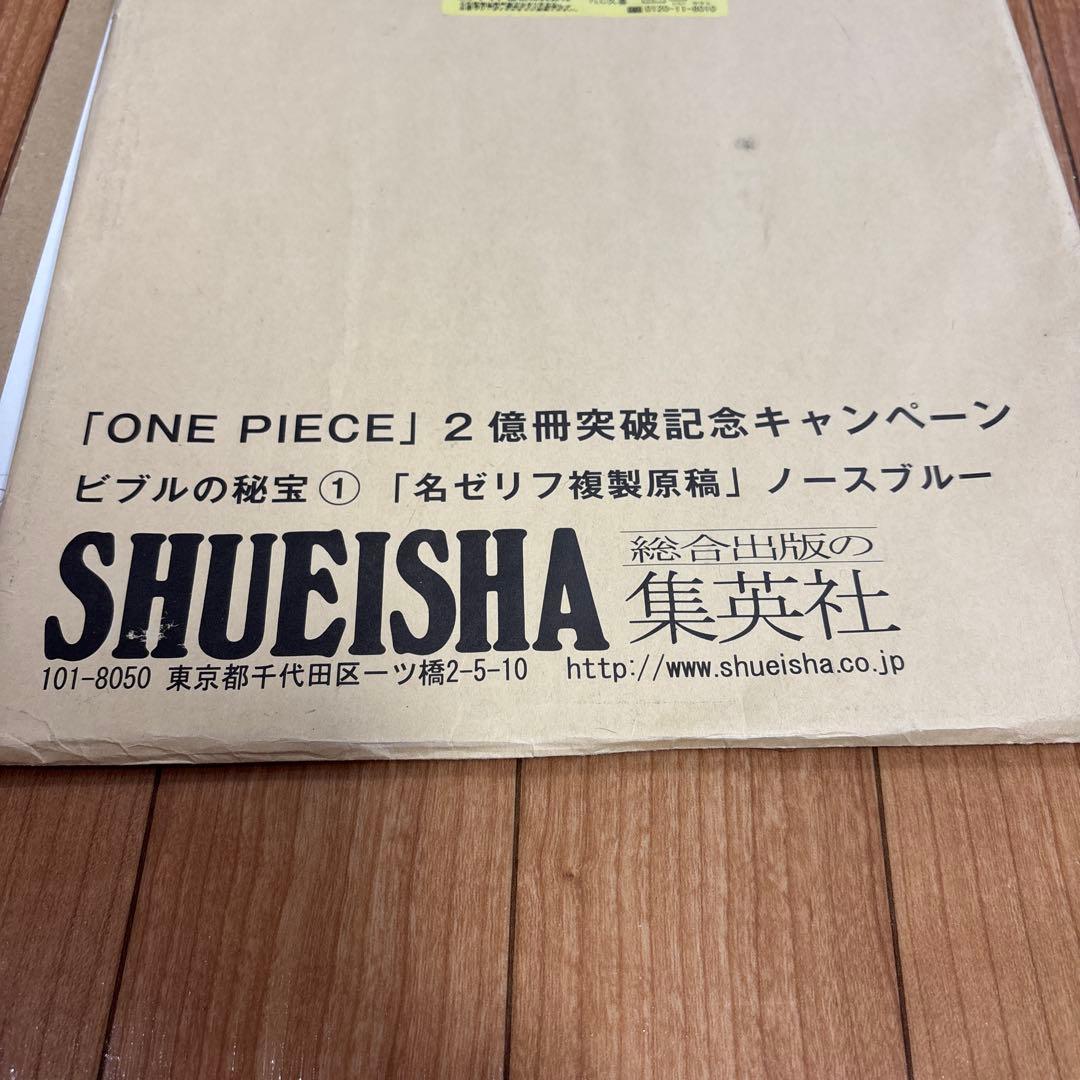 「ONE PIECE」2億冊突破記念キャンペーン
ビブルの秘宝①「名ゼリフ複製原稿」ノースブルー
SHUEISHA
総合出版の
集英社
101-8050 東京都千代田区一ツ橋2-5-10 http://www.shueisha.co.jp